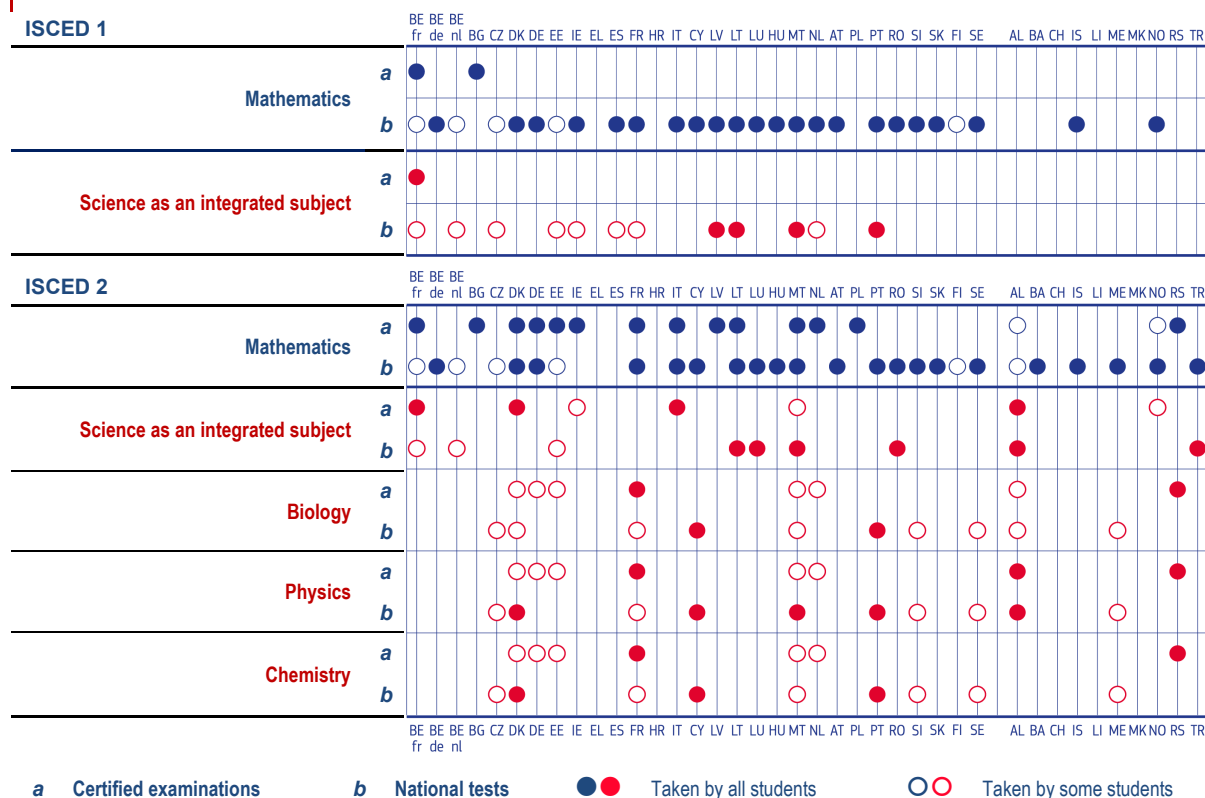 BE BE BE
ISCED 1 fr de nl BG CZ DK DE EE IE EL ES FR HR IT CY LV LT LU HU MT NL AT PL PT RO SI SK FI SE AL BA CH IS LI ME MK NO RS TR
a
Mathematics
b
a
Science as an integrated subject
b
BE BE BE
ISCED 2 fr de nl BG CZ DK DE EE IE EL ES FR HR IT CY LV LT LU HU MT NL AT PL PT RO SI SK FI SE AL BA CH IS LI ME MK NO RS TR
a
Mathematics
b
a
Science as an integrated subject
b
a
Biology
b
a
Physics
b
a
Chemistry
b
BE BE BE BG CZ DK DE EE IE EL ES FR HR IT CY LV LT LU HU MT NL AT PL PT RO SI SK FI SE AL BA CH IS LI ME MK NO RS TR
fr de nl
a Certified examinations b National tests Taken by all students Taken by some students